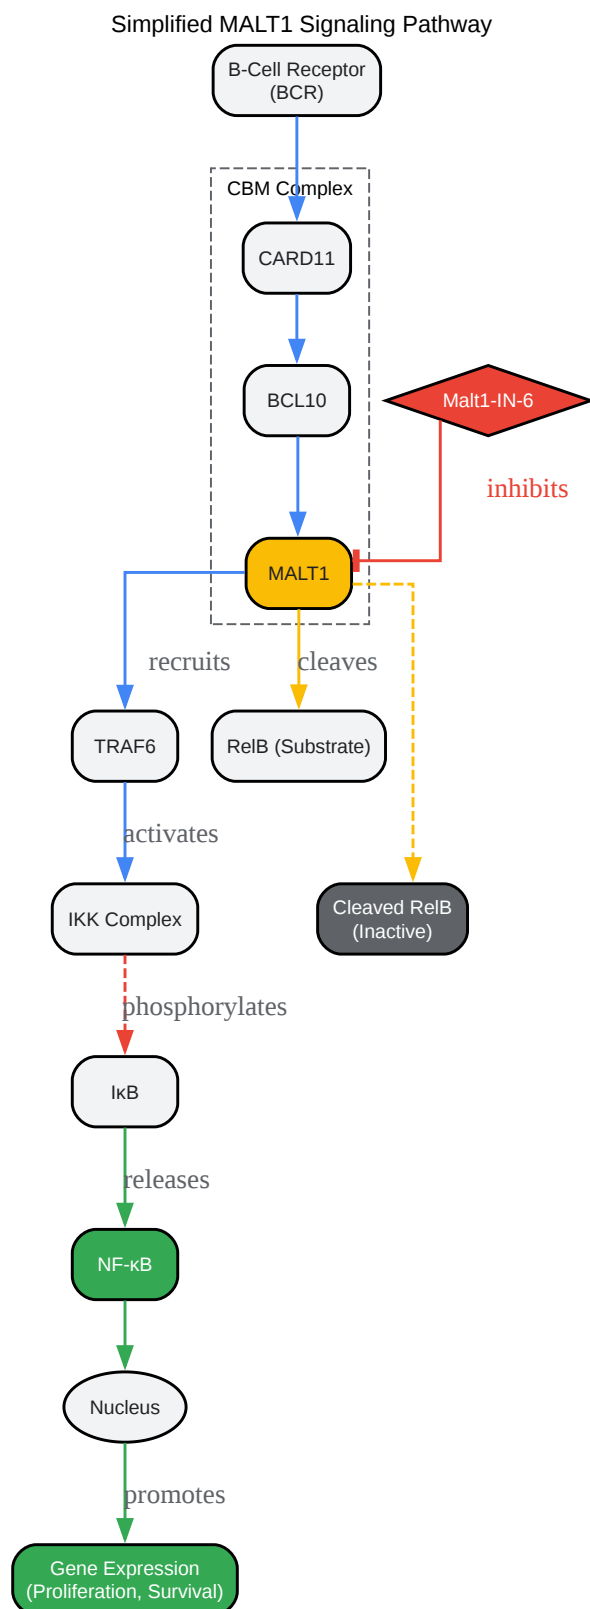 Simplified MALT1 Signaling Pathway
B-Cell Receptor
(BCR)
CBM Complex
CARD11
BCL10
Malt1-IN-6
inhibits
MALT1
recruits
cleaves
TRAF6
RelB (Substrate)
activates
IKK Complex
Cleaved RelB
(Inactive)
phosphorylates
IκB
releases
NF-κB
Nucleus
promotes
Gene Expression
(Proliferation, Survival)